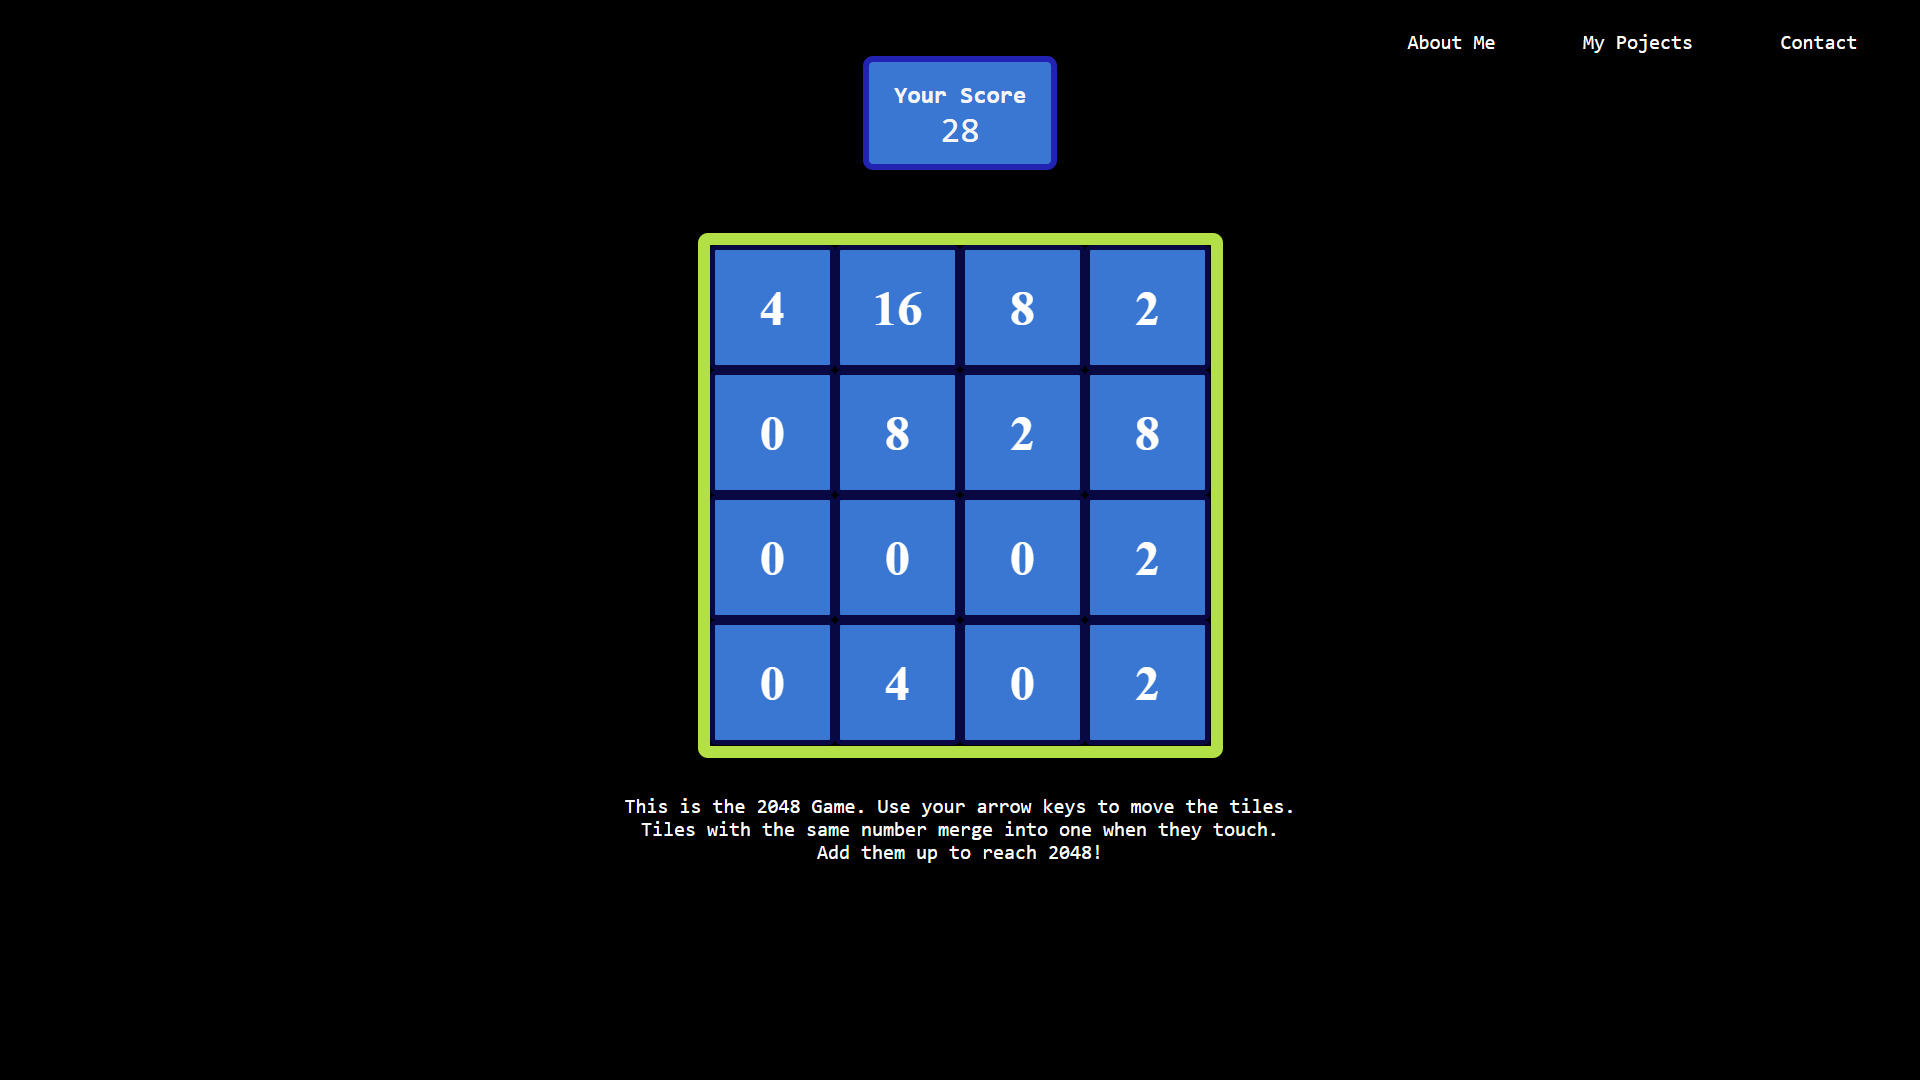 About Me My Pojects Contact
Your Score
28
4 16 8 2
0 8 2 8
0 0 0 2
0 4 0 2
This is the 2048 Game. Use your arrow keys to move the tiles.
Tiles with the same number merge into one when they touch.
Add them up to reach 2048!